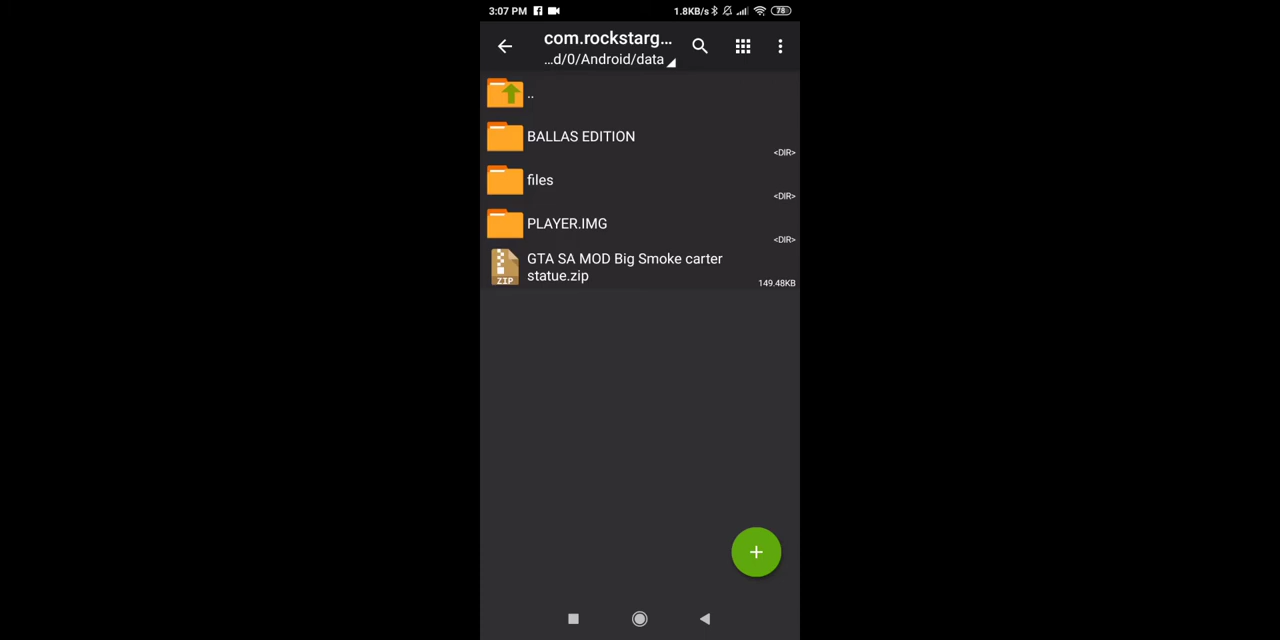 3:07 PM
1.8KB/s
78
com.rockstarg...
...d/0/Android/data
..
BALLAS EDITION
<DIR>
files
<DIR>
PLAYER.IMG
<DIR>
GTA SA MOD Big Smoke carter
statue.zip
ZIP
149.48KB